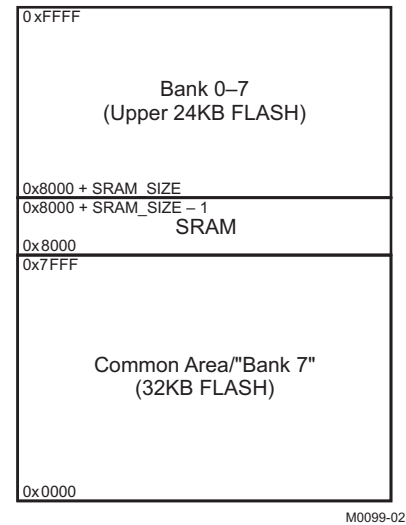 0xFFFF
Bank 0–7
(Upper 24KB FLASH)
0x8000 + SRAM_SIZE
0x8000 + SRAM_SIZE – 1
SRAM
0x8000
0x7FFF
Common Area/"Bank 7"
(32KB FLASH)
0x0000
M0099-02